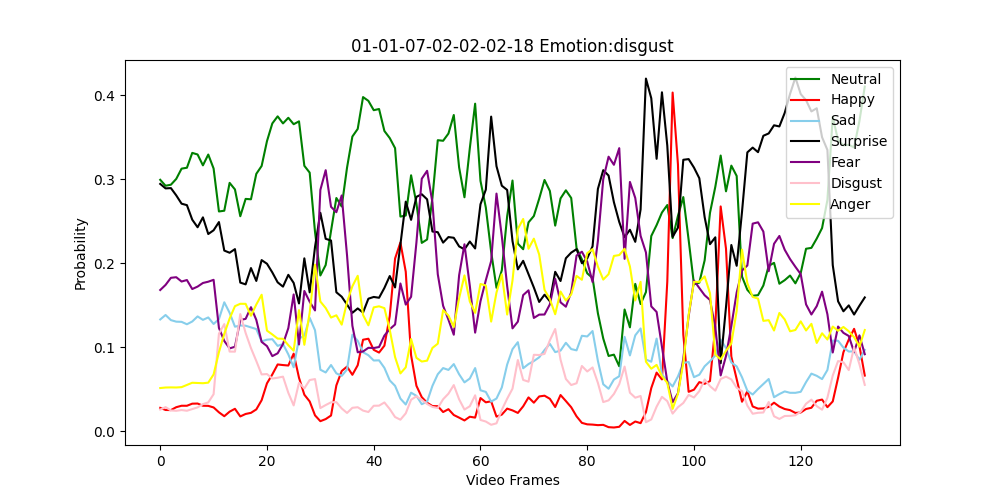 01-01-07-02-02-02-18 Emotion:disgust
Probability
0.4
0.3
0.2
0.1
0.0
0
20
40
60
80
100
120
Video Frames
Neutral
Happy
Sad
Surprise
Fear
Disgust
Anger